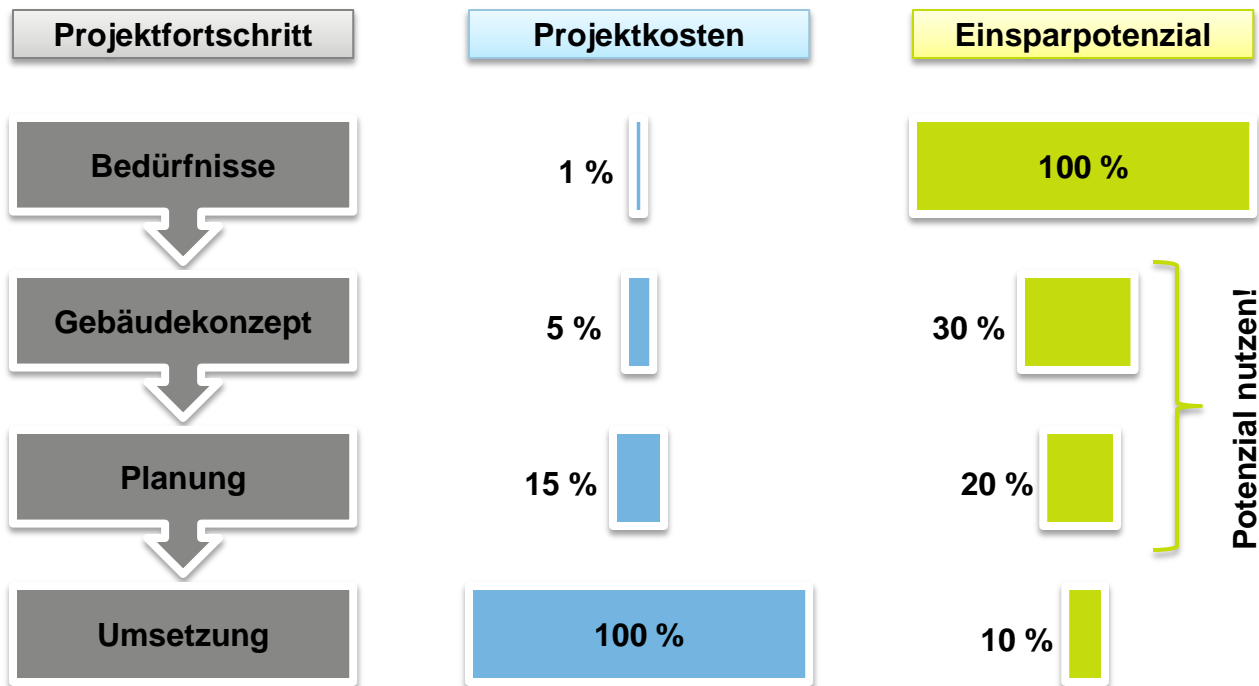 Projektfortschritt
Projektkosten
Einsparpotenzial
Bedürfnisse
1 %
100 %
Gebäudekonzept
5 %
30 %
Planung
15 %
20 %
Potenzial nutzen!
Umsetzung
100 %
10 %